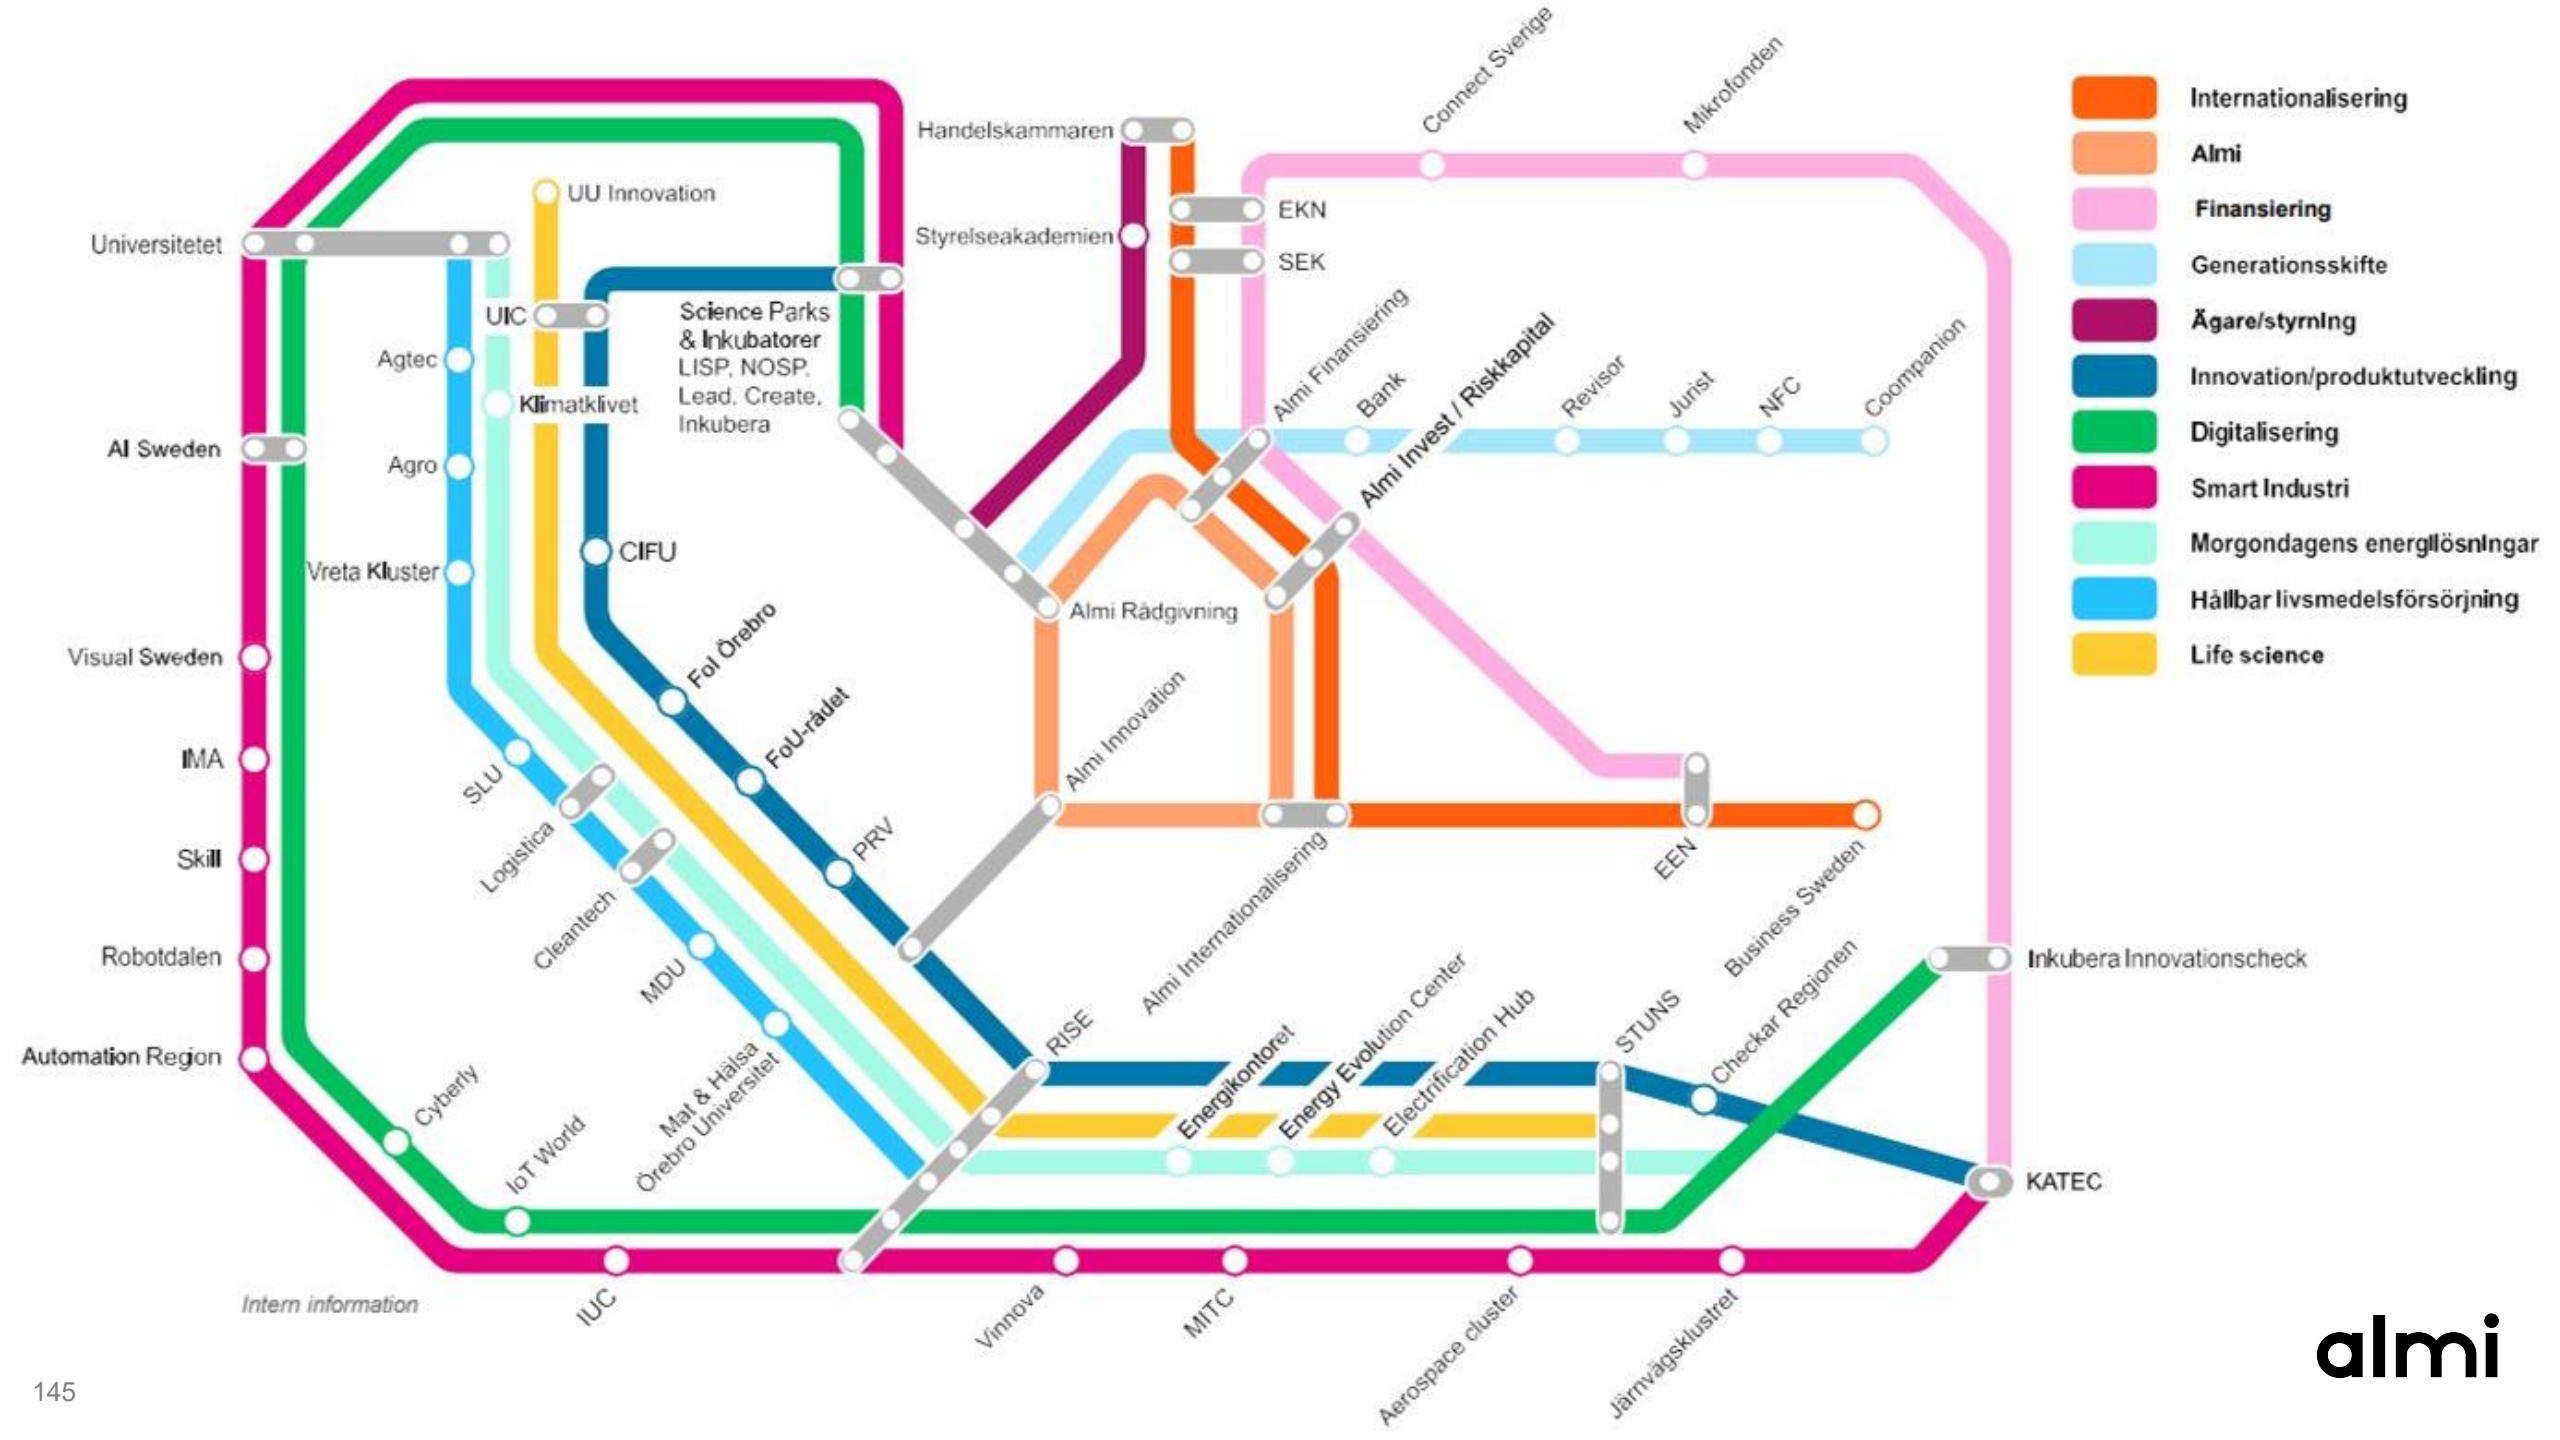 Connect Sverige
Mikrofonden
Handelskammaren
Internationalisering
Almi
Finansiering
Generationsskifte
Ägare/styrnIng
Innovation/produktutveckling
Digitalisering
Smart Industri
Morgondagens energIlösnIngar
Hållbar livsmedelsförsörjning
Life science
UU Innovation
EKN
Universitetet
Styrelseakademien
SEK
UIC
Science Parks
& Inkubatorer
LISP, NOSP,
Lead, Create,
Inkubera
Almi Finansiering
Almi Invest / Riskkapital
Bank
Revisor
Jurist
NFC
Coompanion
Agtec
Klimatklivet
AI Sweden
Agro
CIFU
Vreta Kluster
Almi Rådgivning
FoI Örebro
Visual Sweden
FoU-rådet
Almi Innovation
IMA
SLU
Logistica
PRV
Skill
Cleantech
Almi Internationalisering
EEN
Business Sweden
Robotdalen
MDU
Inkubera Innovationscheck
Automation Region
Cyberly
IoT World
Mat & Hälsa
Örebro Universitet
RISE
Energikontoret
Energy Evolution Center
Electrification Hub
STUNS
Checkar Regionen
KATEC
Intern information
IUC
Vinnova
MITC
Aerospace cluster
Järnvägsklustret
almi
145